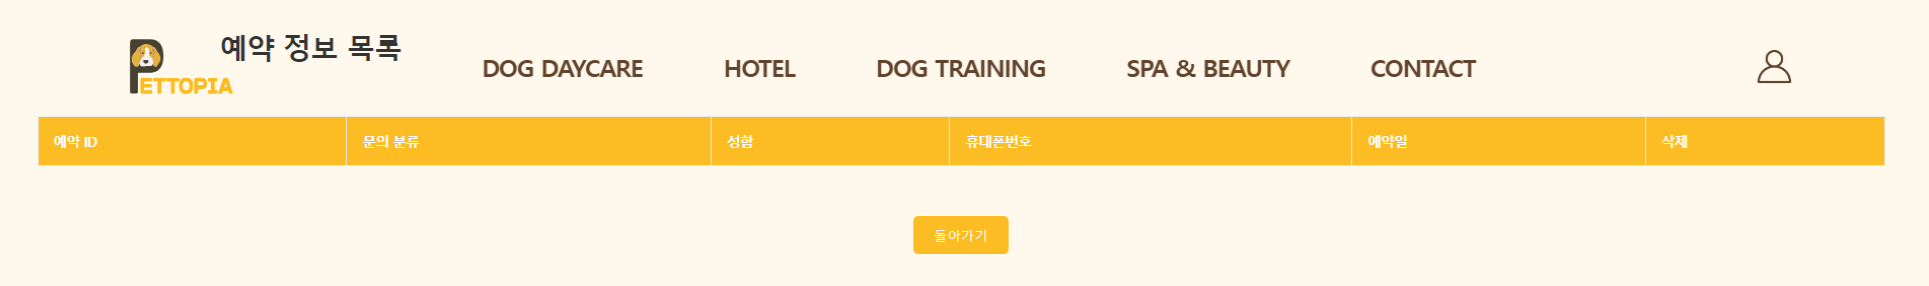 예약 정보 목록
PETTOPIA
DOG DAYCARE HOTEL DOG TRAINING SPA & BEAUTY CONTACT
예약 ID 문의 분류 성함 휴대폰번호 예약일 삭제
돌아가기